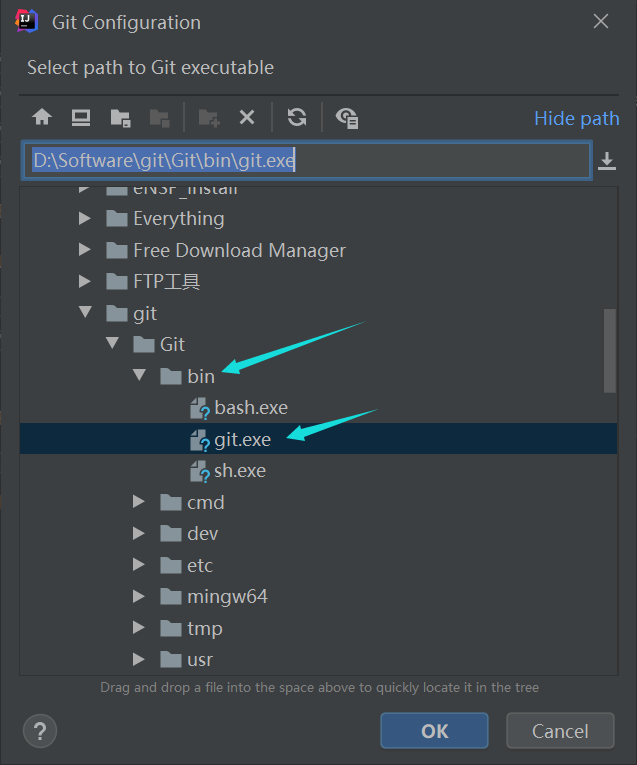 Git Configuration
Select path to Git executable
Hide path
D:\Software\git\Git\bin\git.exe
eNSP_install
Everything
Free Download Manager
FTP工具
git
Git
bin
bash.exe
git.exe
sh.exe
cmd
dev
etc
mingw64
tmp
usr
Drag and drop a file into the space above to quickly locate it in the tree
?
OK
Cancel